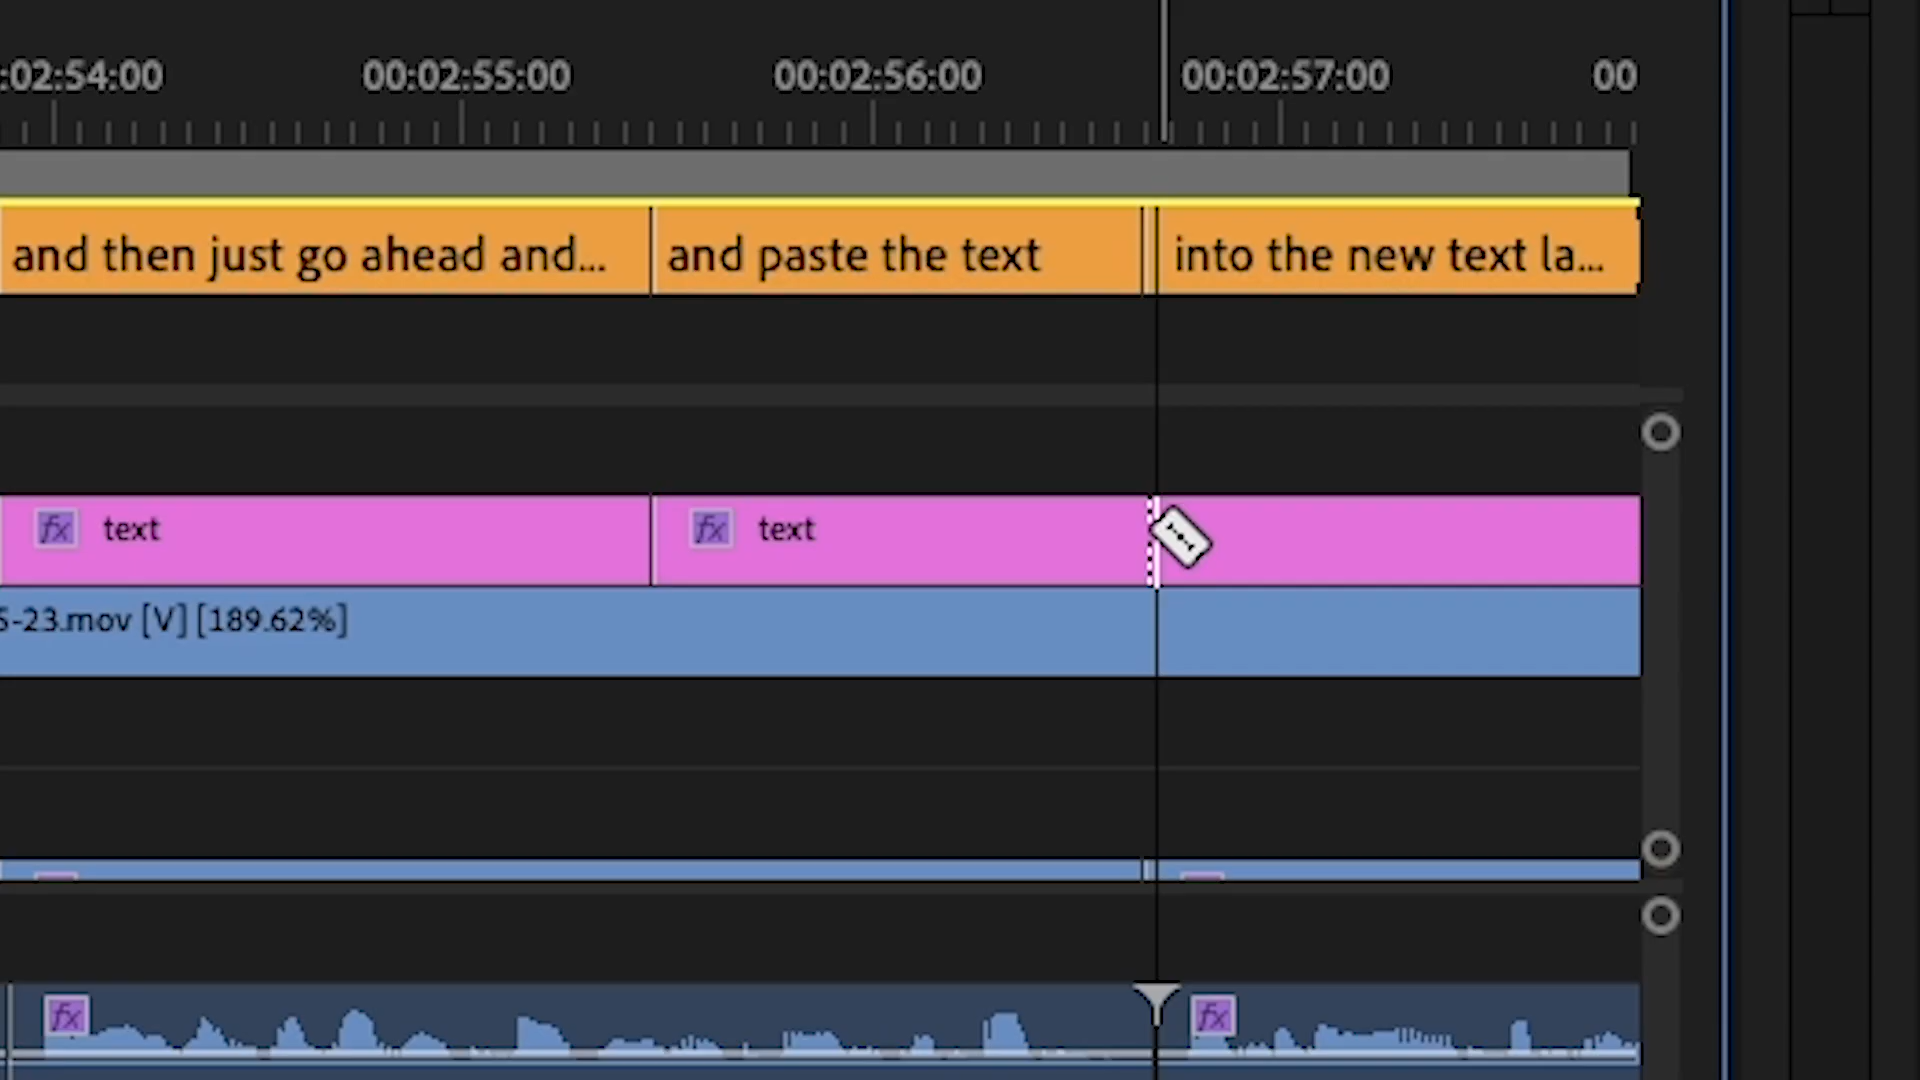 :02:54:00 00:02:55:00 00:02:56:00 00:02:57:00 00
and then just go ahead and... and paste the text into the new text la...
fx text fx text
5-23.mov [V] [189.62%]
fx fx